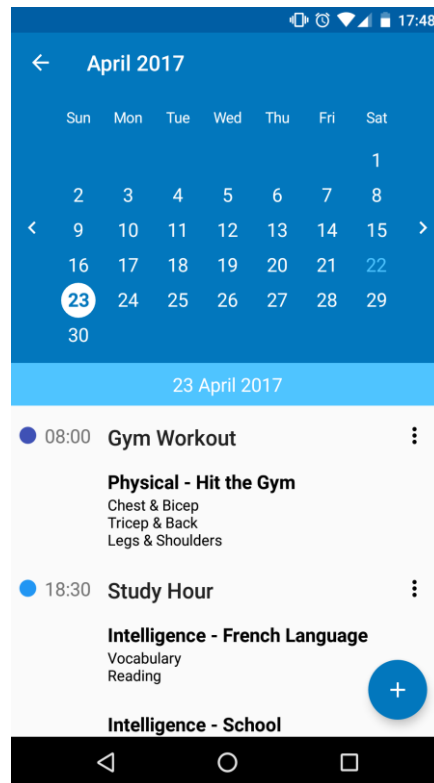 17:48
April 2017
Sun Mon Tue Wed Thu Fri Sat
1
2 3 4 5 6 7 8
9 10 11 12 13 14 15
16 17 18 19 20 21 22
23 24 25 26 27 28 29
30
23 April 2017
08:00 Gym Workout
Physical - Hit the Gym
Chest & Bicep
Tricep & Back
Legs & Shoulders
18:30 Study Hour
Intelligence - French Language
Vocabulary
Reading
Intelligence - School